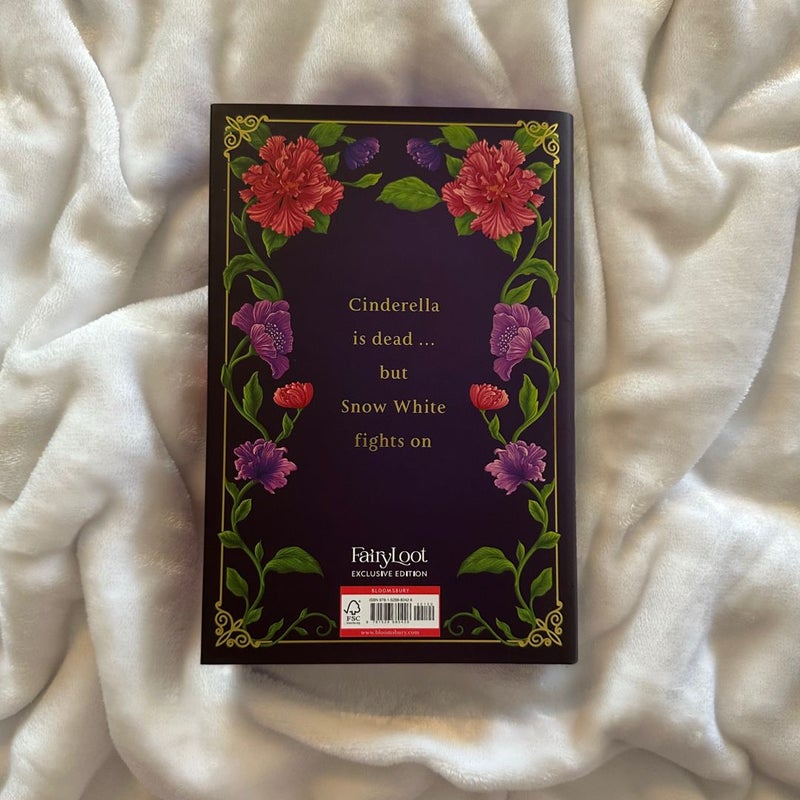 Cinderella
is dead ...
but
Snow White
fights on
FairyLoot
EXCLUSIVE EDITION
BLOOMSBURY
FSC
www.bloomsbury.com